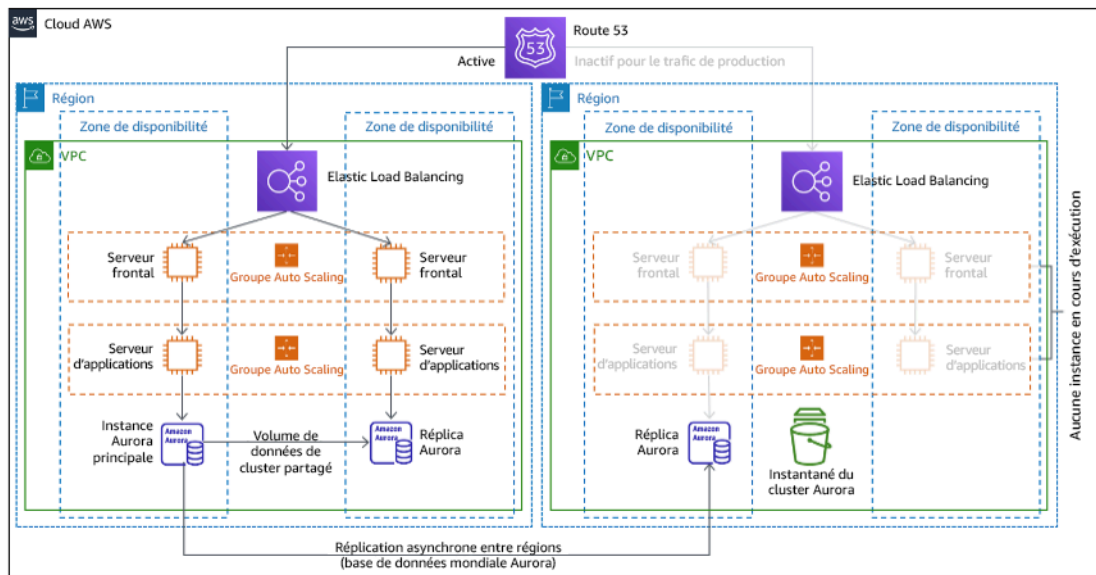 aws
Cloud AWS
Route 53
53
Active
Inactif pour le trafic de production
Région
Zone de disponibilité
Zone de disponibilité
VPC
Elastic Load Balancing
Serveur
frontal
Groupe Auto Scaling
Serveur
frontal
Serveur
d'applications
Groupe Auto Scaling
Serveur
d'applications
Instance
Aurora
principale
Amazon
Aurora
Volume de
données de
cluster partagé
Amazon
Aurora
Réplica
Aurora
Région
Zone de disponibilité
Zone de disponibilité
VPC
Elastic Load Balancing
Serveur
frontal
Groupe Auto Scaling
Serveur
frontal
Serveur
d'applications
Groupe Auto Scaling
Serveur
d'applications
Réplica
Aurora
Amazon
Aurora
Instantané du
cluster Aurora
Aucune instance en cours d'exécution
Réplication asynchrone entre régions
(base de données mondiale Aurora)